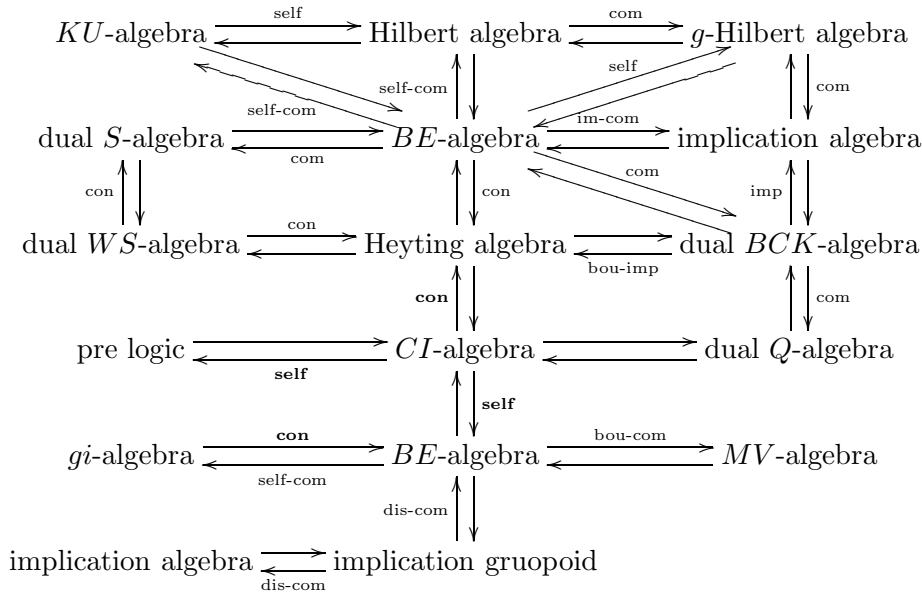 self com
KU-algebra Hilbert algebra g-Hilbert algebra
self-com self com
self-com im-com
dual S-algebra BE-algebra implication algebra
com
con con com imp
con
dual WS-algebra Heyting algebra dual BCK-algebra
bou-imp
con com
pre logic CI-algebra dual Q-algebra
self
self
con bou-com
gi-algebra BE-algebra MV-algebra
self-com
dis-com
implication algebra implication gruopoid
dis-com